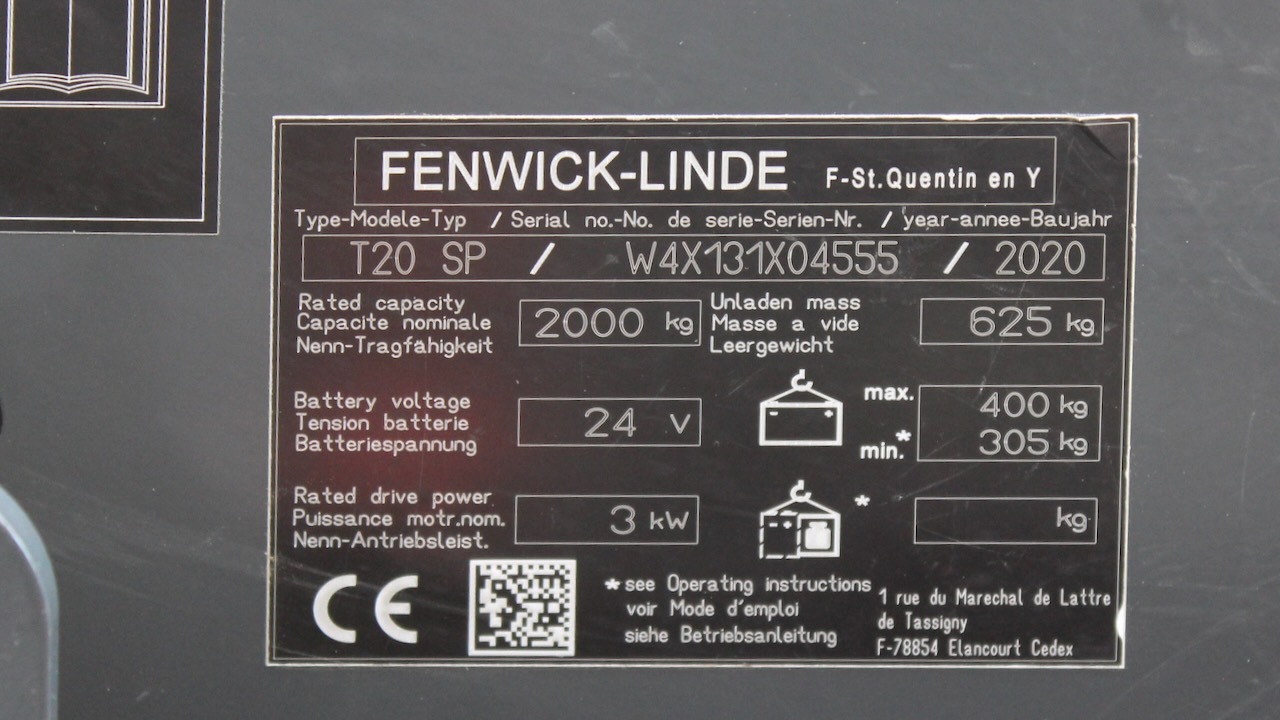 FENWICK-LINDE F-St.Quentin en Y
Type-Modele-Typ / Serial no.-No. de serie-Serien-Nr. / year-annee-Baujahr
T20 SP / W4X131X04555 / 2020
Rated capacity
Capacite nominale
Nenn-Tragfähigkeit
2000 kg
Unladen mass
Masse a vide
Leergewicht
625 kg
Battery voltage
Tension batterie
Batteriespannung
24 V
max. 400 kg
min.* 305 kg
Rated drive power
Puissance motr.nom.
Nenn-Antriebsleist.
3 kW
* kg
CE
*see Operating instructions
voir Mode d'emploi
siehe Betriebsanleitung
1 rue du Marechal de Lattre
de Tassigny
F-78854 Elancourt Cedex